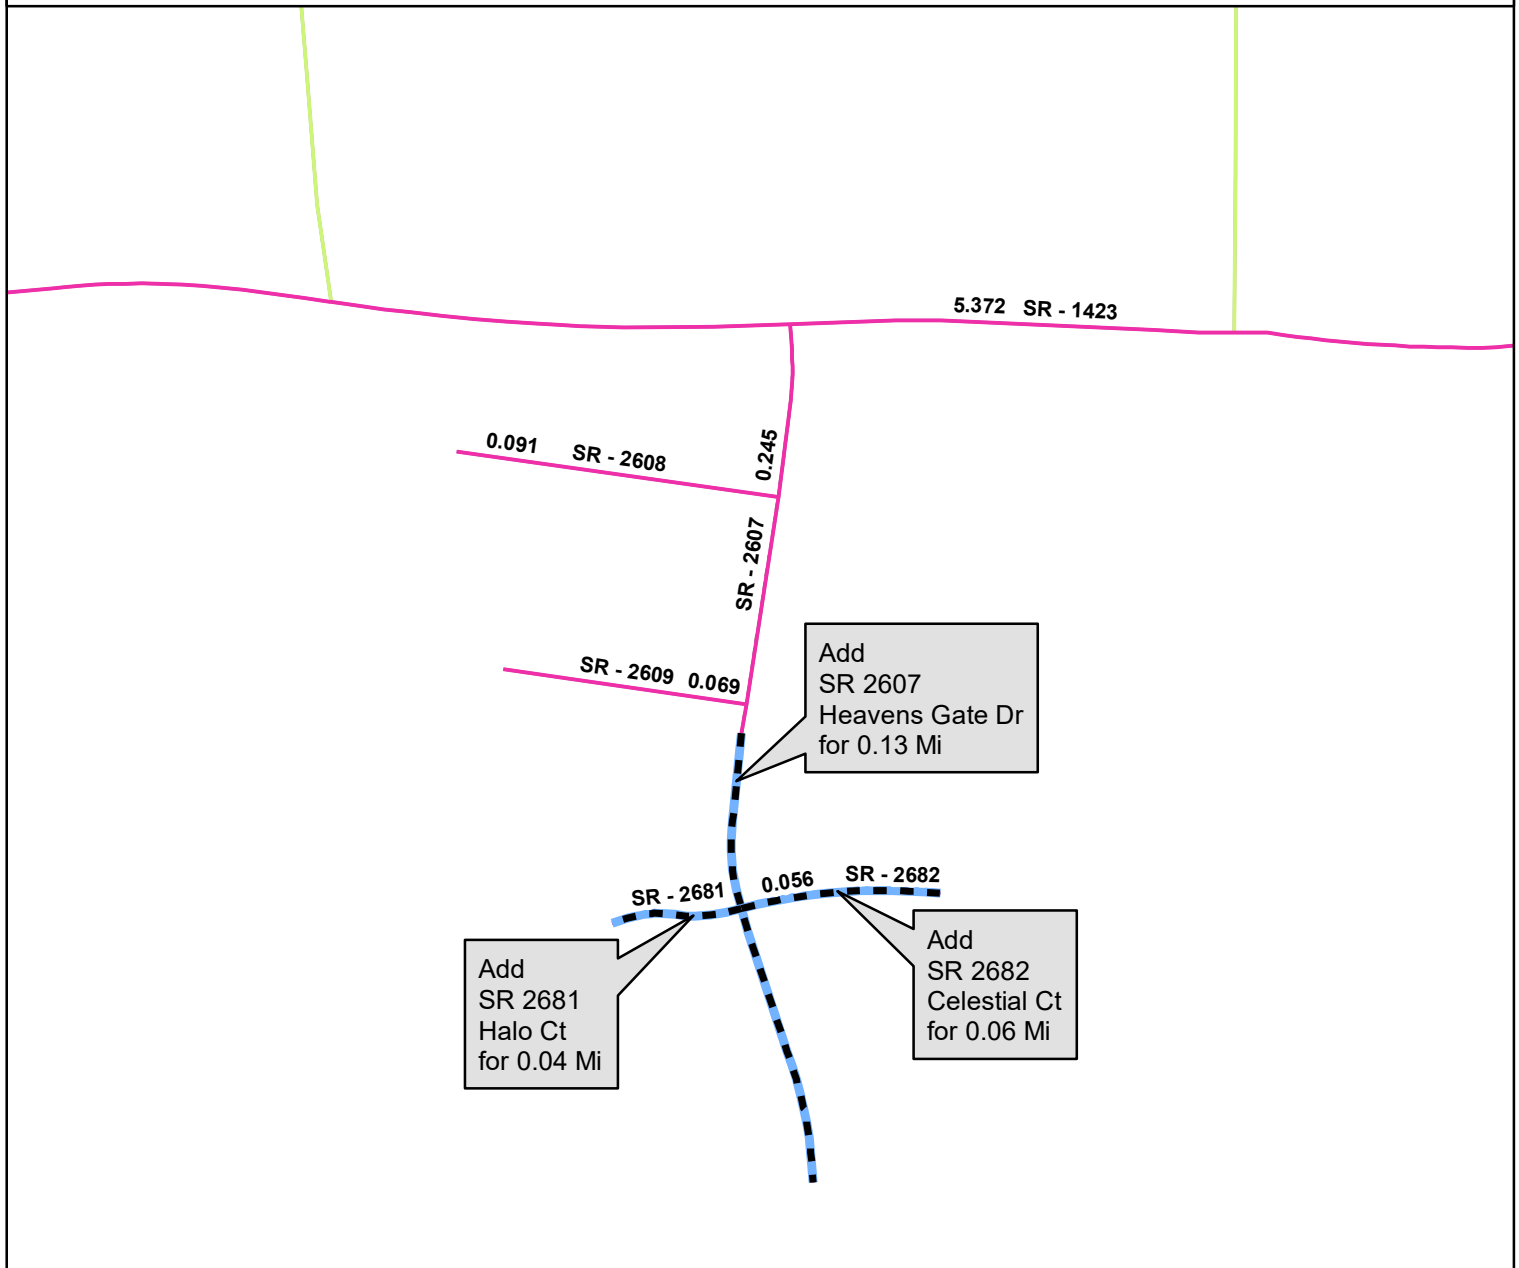 5.372 SR - 1423
0.091 SR - 2608
0.245
SR - 2607
SR - 2609 0.069
Add
SR 2607
Heavens Gate Dr
for 0.13 Mi
SR - 2681
0.056
SR - 2682
Add
SR 2681
Halo Ct
for 0.04 Mi
Add
SR 2682
Celestial Ct
for 0.06 Mi